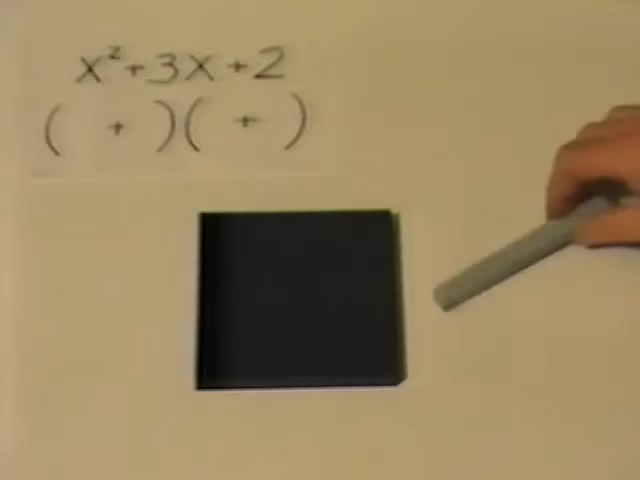 x²+3x+2
( + )( + )